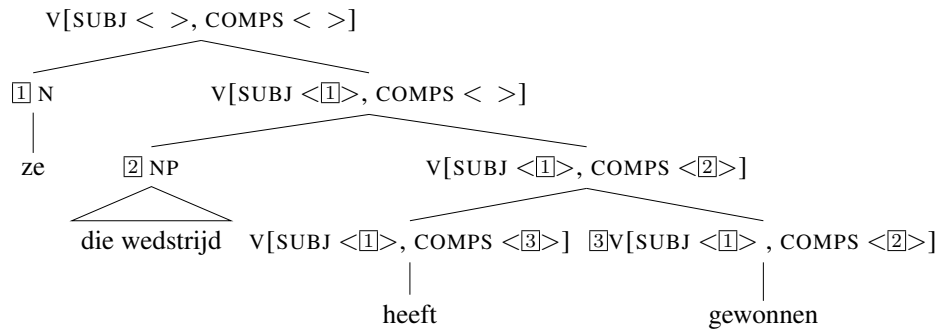 V[SUBJ < >, COMPS < >]
1 N V[SUBJ <1>, COMPS < >]
ze 2 NP V[SUBJ <1>, COMPS <2>]
die wedstrijd V[SUBJ <1>, COMPS <3>] 3V[SUBJ <1> , COMPS <2>]
heeft gewonnen